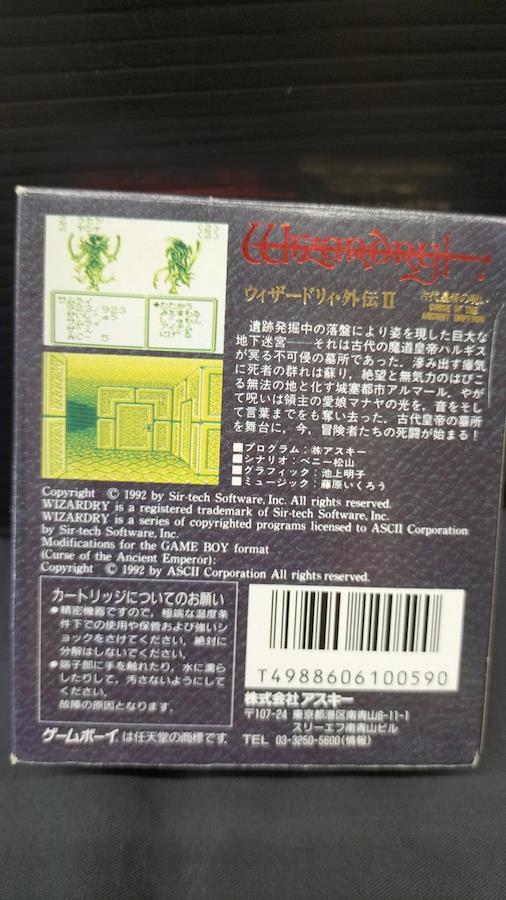 WIZARDRY
ウィザードリィ・外伝II
古代皇帝の呪い
CURSE OF THE
ANCIENT EMPEROR
遺跡発掘中の落盤により姿を現した巨大な
地下迷宮——それは古代の魔道皇帝ハルギス
が冥る不可侵の墓所であった。滲み出す瘴気
に死者の群れは蘇り，絶望と無気力のはびこ
る無法の地と化す城塞都市アルマール。やが
て呪いは領主の愛娘マナヤの光を，音をそし
て言葉までをも奪い去った。古代皇帝の墓所
を舞台に，今，冒険者たちの死闘が始まる！
■プログラム：㈱アスキー
■シナリオ：ベニー松山
■グラフィック：池上明子
■ミュージック：藤原いくろう
Copyright © 1992 by Sir-tech Software, Inc. All rights reserved.
WIZARDRY is a registered trademark of Sir-tech Software, Inc.
WIZARDRY is a series of copyrighted programs licensed to ASCII Corporation
by Sir-tech Software, Inc.
Modifications for the GAME BOY format
(Curse of the Ancient Emperor):
Copyright © 1992 by ASCII Corporation All rights reserved.
カートリッジについてのお願い
●精密機器ですので，極端な温度条
件下での使用や保管および強いシ
ョックをさけてください。絶対に
分解はしないでください。
●端子部に手を触れたり，水に濡ら
したりして，汚さないようにして
ください。
故障の原因となります。
ゲームボーイは任天堂の商標です。
T4988606100590
株式会社アスキー
〒107-24 東京都港区南青山6-11-1
スリーエフ南青山ビル
TEL 03-3250-5600(情報)